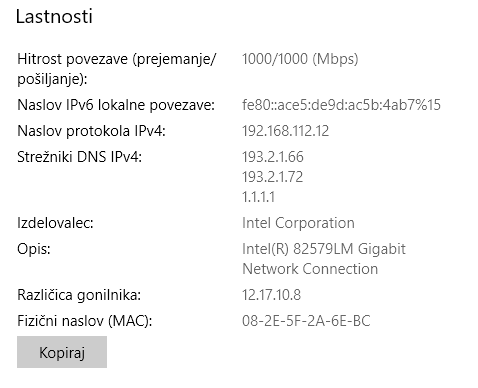 Lastnosti
Hitrost povezave (prejemanje/ 1000/1000 (Mbps)
pošiljanje):
Naslov IPv6 lokalne povezave: fe80::ace5:de9d:ac5b:4ab7%15
Naslov protokola IPv4: 192.168.112.12
Strežniki DNS IPv4: 193.2.1.66
193.2.1.72
1.1.1.1
Izdelovalec: Intel Corporation
Opis: Intel(R) 82579LM Gigabit
Network Connection
Različica gonilnika: 12.17.10.8
Fizični naslov (MAC): 08-2E-5F-2A-6E-BC
Kopiraj